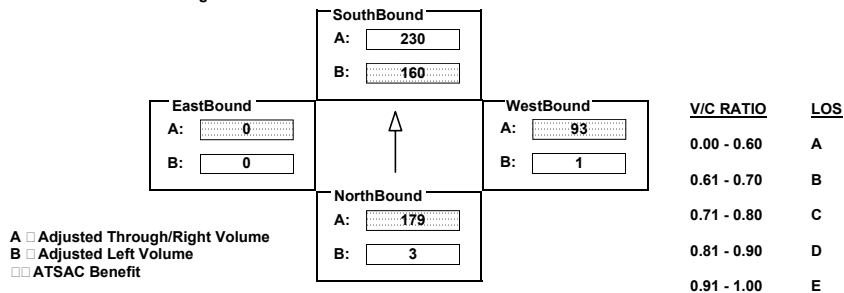 SouthBound
A: 230
B: 160
EastBound
A: 0
B: 0
WestBound
A: 93
B: 1
NorthBound
A: 179
B: 3
A □ Adjusted Through/Right Volume
B □ Adjusted Left Volume
□□ ATSAC Benefit
V/C RATIO LOS
0.00 - 0.60 A
0.61 - 0.70 B
0.71 - 0.80 C
0.81 - 0.90 D
0.91 - 1.00 E